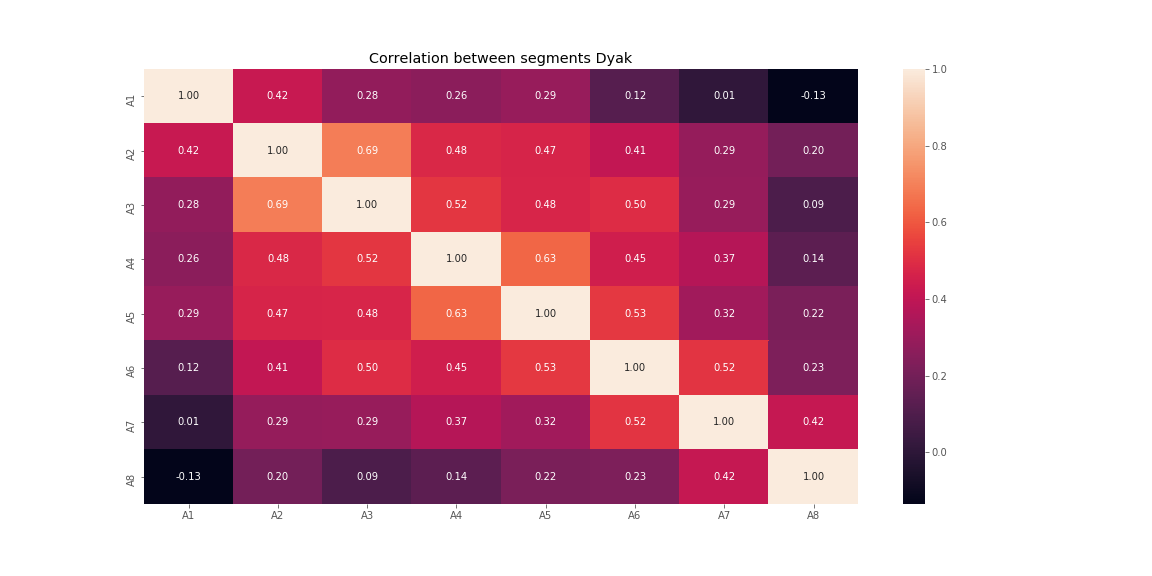 Correlation between segments Dyak
A1 1.00 0.42 0.28 0.26 0.29 0.12 0.01 -0.13
A2 0.42 1.00 0.69 0.48 0.47 0.41 0.29 0.20
A3 0.28 0.69 1.00 0.52 0.48 0.50 0.29 0.09
A4 0.26 0.48 0.52 1.00 0.63 0.45 0.37 0.14
A5 0.29 0.47 0.48 0.63 1.00 0.53 0.32 0.22
A6 0.12 0.41 0.50 0.45 0.53 1.00 0.52 0.23
A7 0.01 0.29 0.29 0.37 0.32 0.52 1.00 0.42
A8 -0.13 0.20 0.09 0.14 0.22 0.23 0.42 1.00
A1 A2 A3 A4 A5 A6 A7 A8
1.0
0.8
0.6
0.4
0.2
0.0